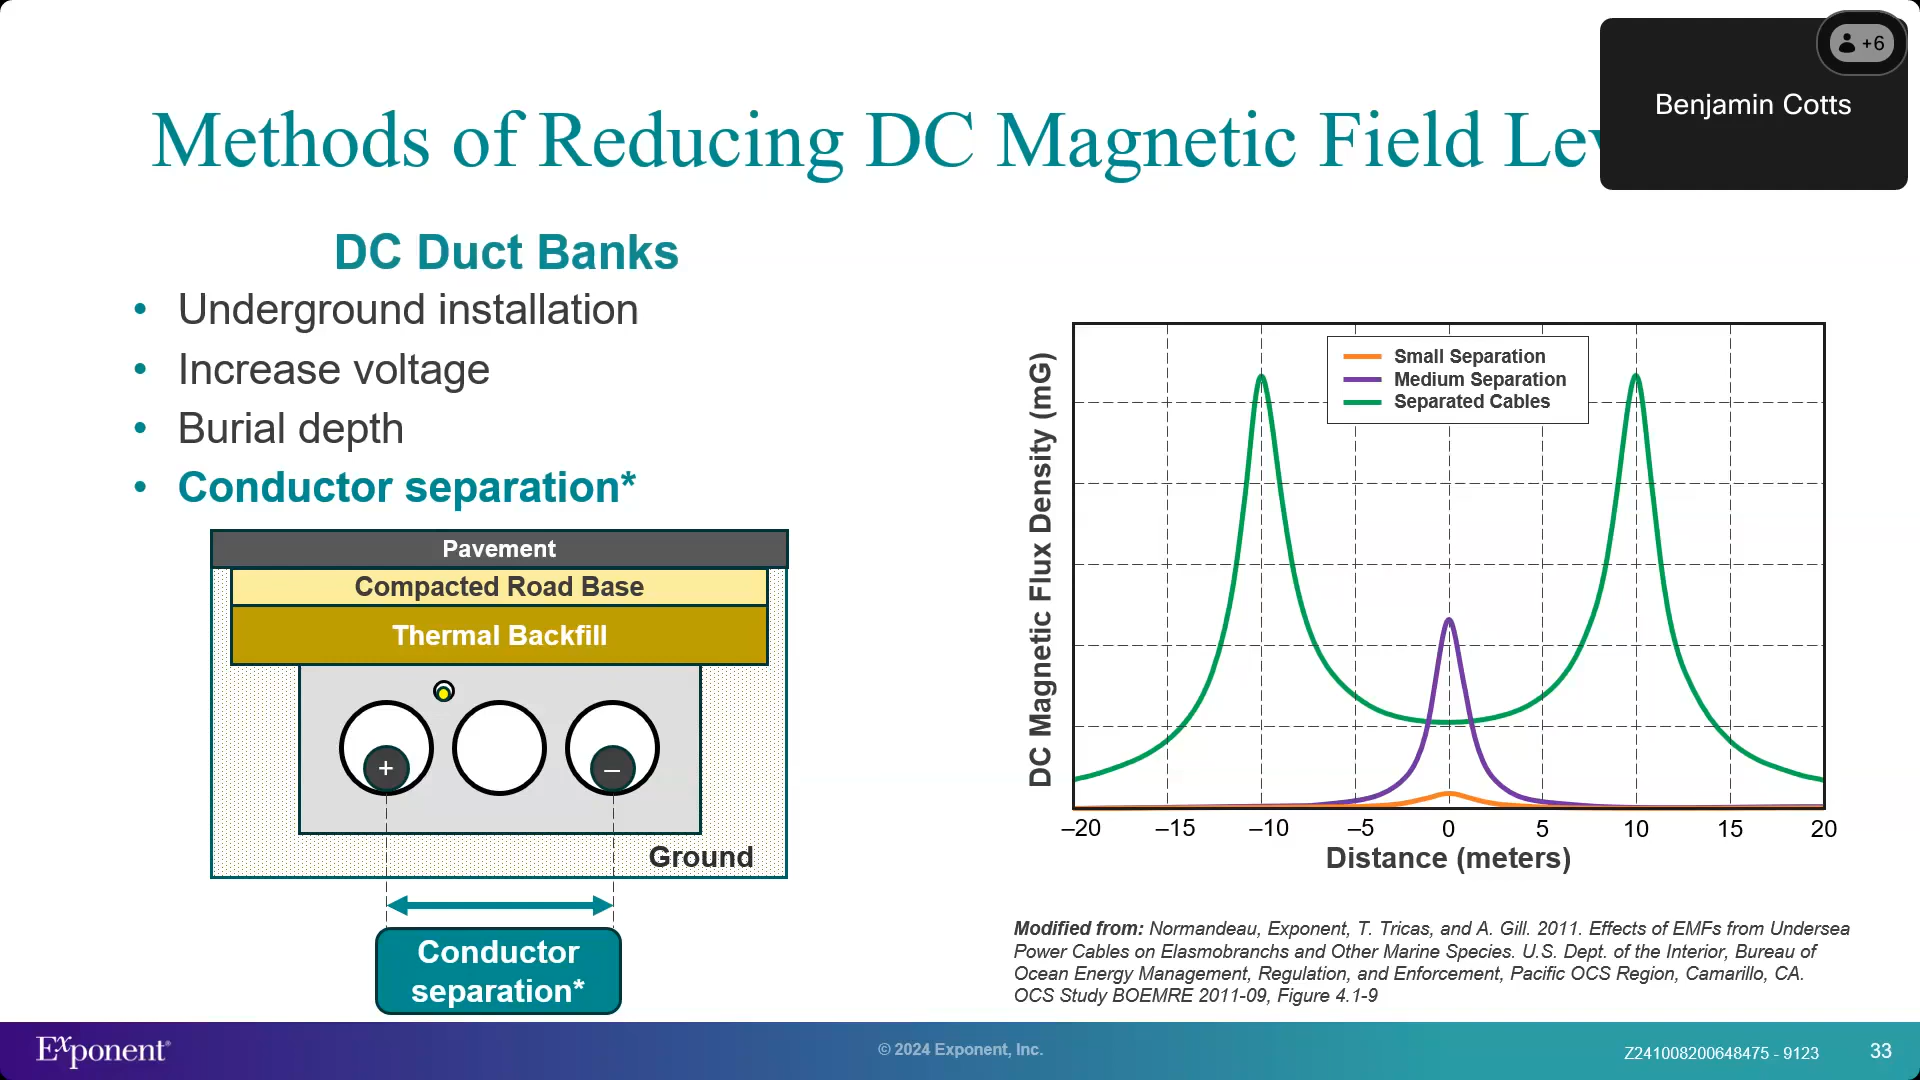 +6
Benjamin Cotts
Methods of Reducing DC Magnetic Field Lev
DC Duct Banks
• Underground installation
• Increase voltage
• Burial depth
• Conductor separation*
Pavement
Compacted Road Base
Thermal Backfill
+
–
Ground
Conductor
separation*
DC Magnetic Flux Density (mG)
Small Separation
Medium Separation
Separated Cables
–20 –15 –10 –5 0 5 10 15 20
Distance (meters)
Modified from: Normandeau, Exponent, T. Tricas, and A. Gill. 2011. Effects of EMFs from Undersea
Power Cables on Elasmobranchs and Other Marine Species. U.S. Dept. of the Interior, Bureau of
Ocean Energy Management, Regulation, and Enforcement, Pacific OCS Region, Camarillo, CA.
OCS Study BOEMRE 2011-09, Figure 4.1-9
Exponent®
© 2024 Exponent, Inc.
Z241008200648475 - 9123
33